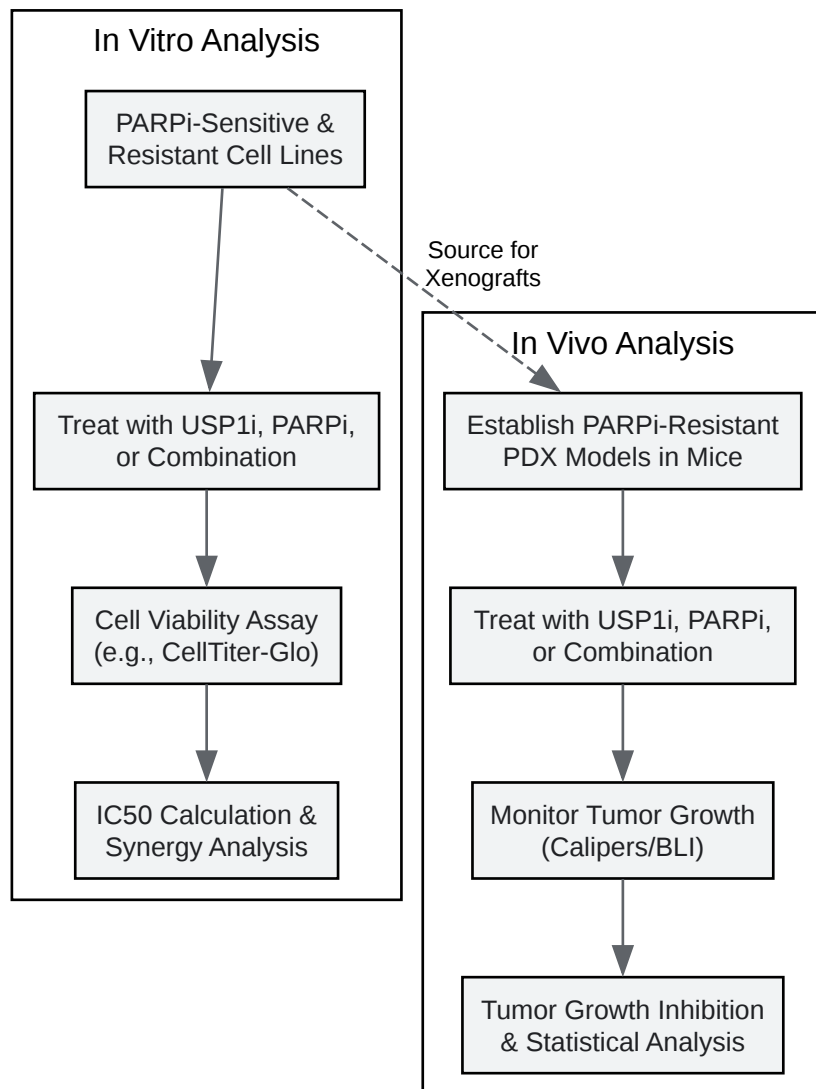 In Vitro Analysis
PARPi-Sensitive &
Resistant Cell Lines
Source for
Xenografts
Treat with USP1i, PARPi,
or Combination
Cell Viability Assay
(e.g., CellTiter-Glo)
IC50 Calculation &
Synergy Analysis
In Vivo Analysis
Establish PARPi-Resistant
PDX Models in Mice
Treat with USP1i, PARPi,
or Combination
Monitor Tumor Growth
(Calipers/BLI)
Tumor Growth Inhibition
& Statistical Analysis